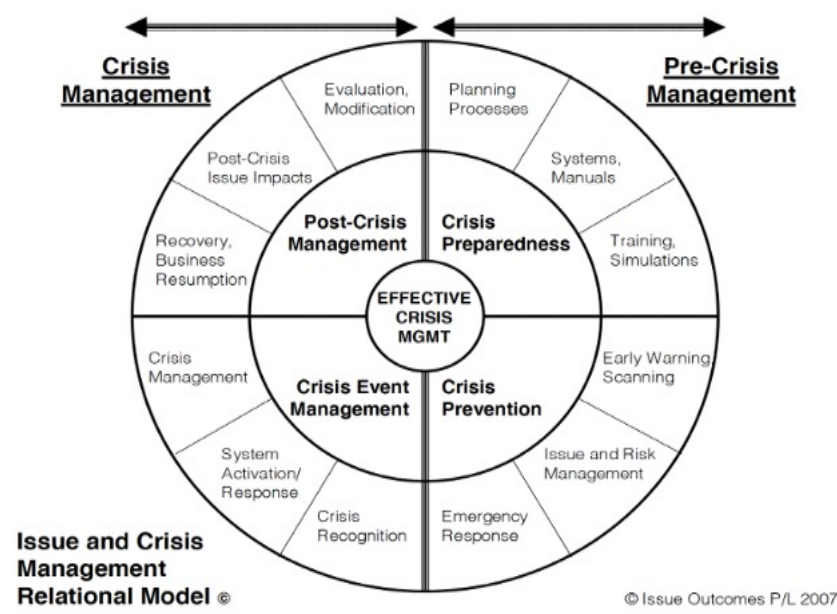 Crisis
Management
Pre-Crisis
Management
Evaluation,
Modification
Planning
Processes
Post-Crisis
Issue Impacts
Systems,
Manuals
Recovery,
Business
Resumption
Post-Crisis
Management
Crisis
Preparedness
Training,
Simulations
EFFECTIVE
CRISIS
MGMT
Crisis
Management
Crisis Event
Management
Crisis
Prevention
Early Warning
Scanning
System
Activation/
Response
Issue and Risk
Management
Crisis
Recognition
Emergency
Response
Issue and Crisis
Management
Relational Model ©
© Issue Outcomes P/L 2007